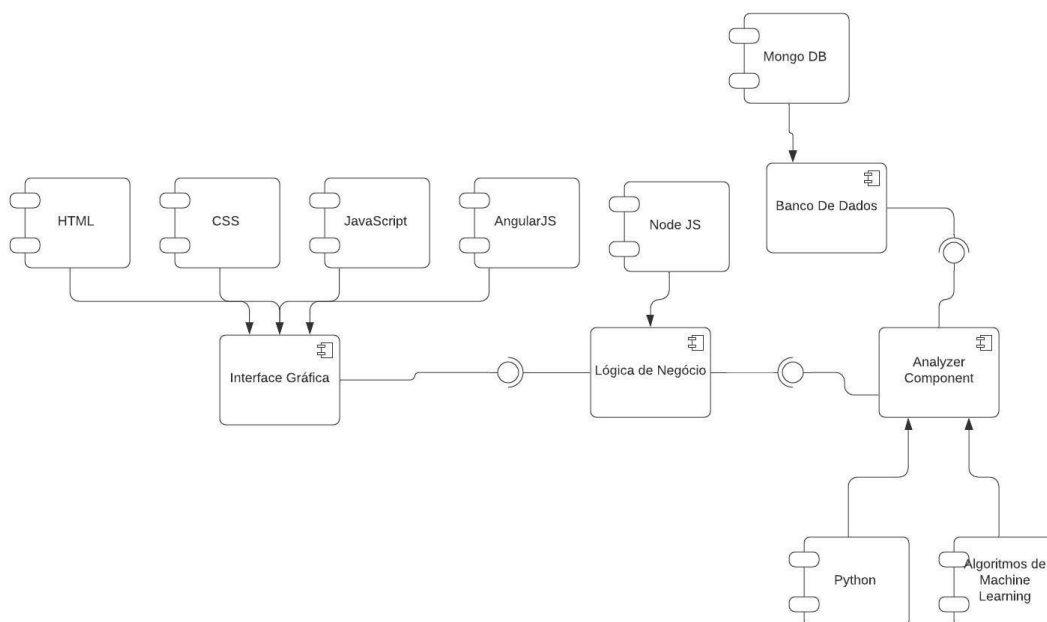 Mongo DB
Banco De Dados
HTML
CSS
JavaScript
AngularJS
Node JS
Interface Gráfica
Lógica de Negócio
Analyzer
Component
Python
Algoritmos de
Machine
Learning